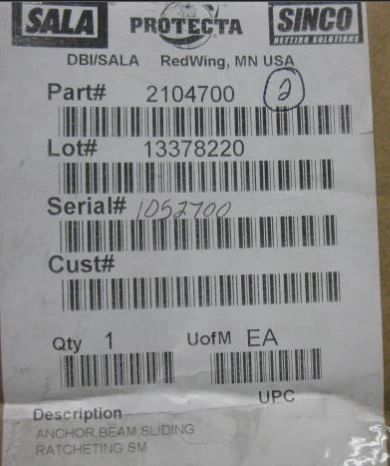 SALA PROTECTA SINCO
NETTING SOLUTIONS
DBI/SALA RedWing, MN USA
Part# 2104700 2
Lot# 13378220
Serial# 1052700
Cust#
Qty 1 UofM EA
UPC
Description
ANCHOR,BEAM,SLIDING
RATCHETING SM